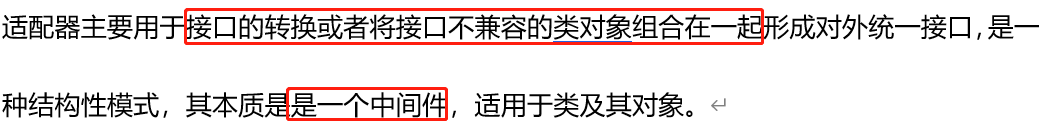 适配器主要用于接口的转换或者将接口不兼容的类对象组合在一起形成对外统一接口，是一
种结构性模式，其本质是是一个中间件，适用于类及其对象。